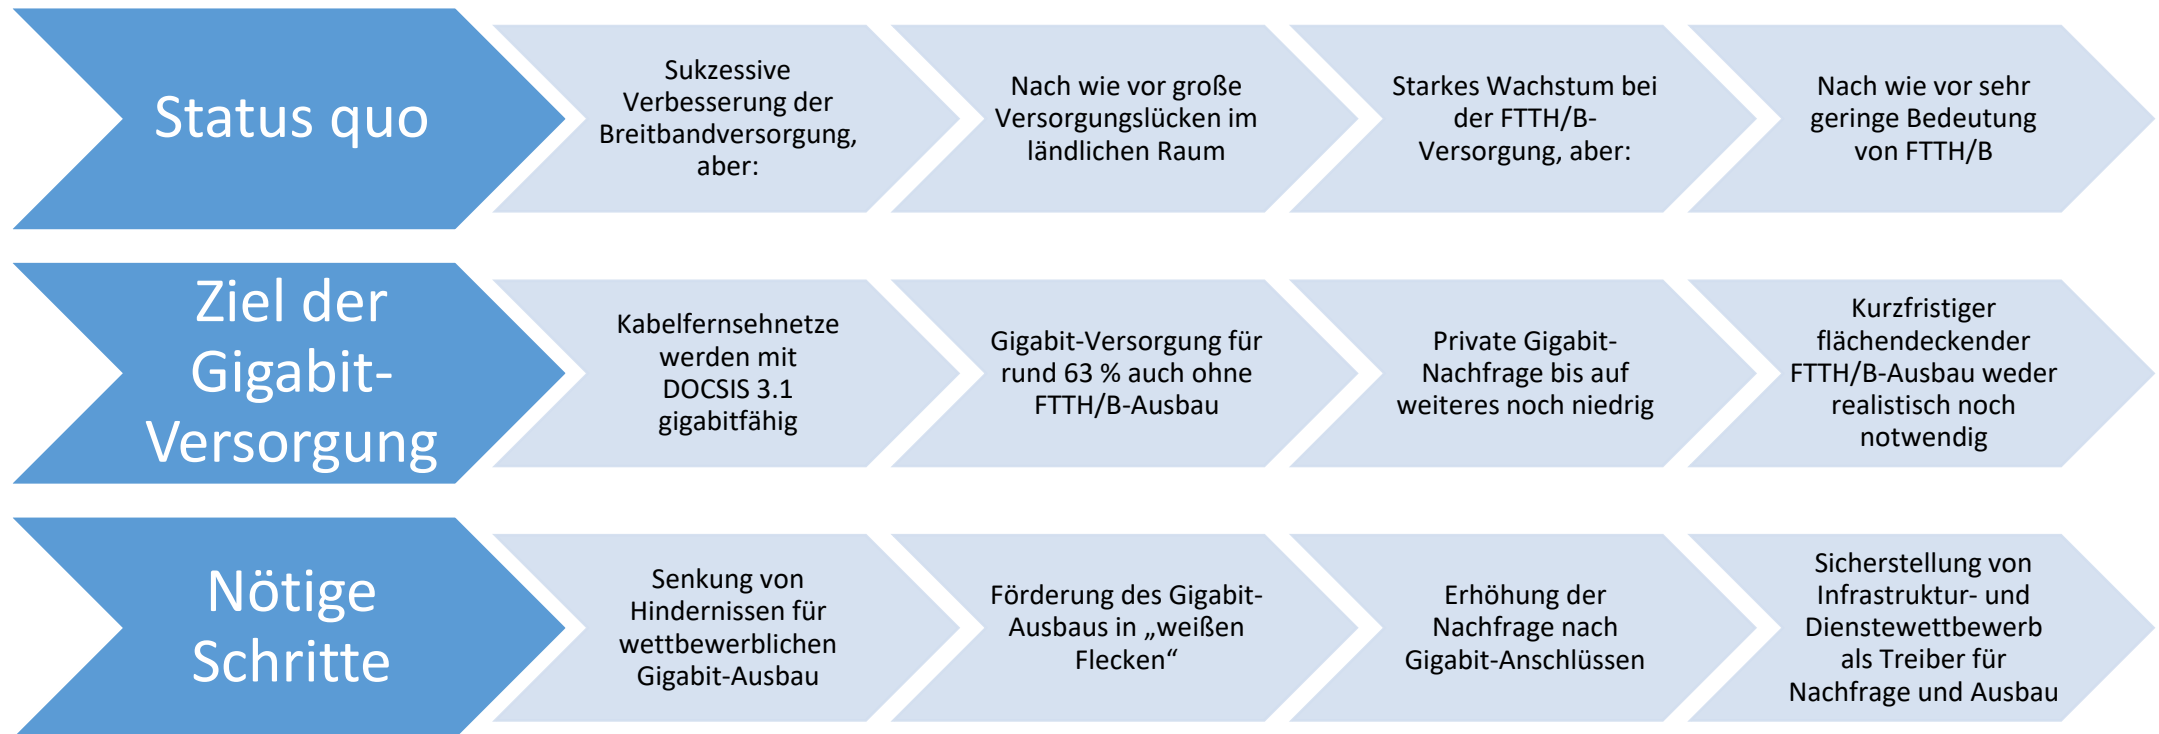 Status quo
Sukzessive
Verbesserung der
Breitbandversorgung,
aber:
Nach wie vor große
Versorgungslücken im
ländlichen Raum
Starkes Wachstum bei
der FTTH/B-
Versorgung, aber:
Nach wie vor sehr
geringe Bedeutung
von FTTH/B
Ziel der
Gigabit-
Versorgung
Kabelfernsehnetze
werden mit
DOCSIS 3.1
gigabitfähig
Gigabit-Versorgung für
rund 63 % auch ohne
FTTH/B-Ausbau
Private Gigabit-
Nachfrage bis auf
weiteres noch niedrig
Kurzfristiger
flächendeckender
FTTH/B-Ausbau weder
realistisch noch
notwendig
Nötige
Schritte
Senkung von
Hindernissen für
wettbewerblichen
Gigabit-Ausbau
Förderung des Gigabit-
Ausbaus in „weißen
Flecken“
Erhöhung der
Nachfrage nach
Gigabit-Anschlüssen
Sicherstellung von
Infrastruktur- und
Dienstewettbewerb
als Treiber für
Nachfrage und Ausbau